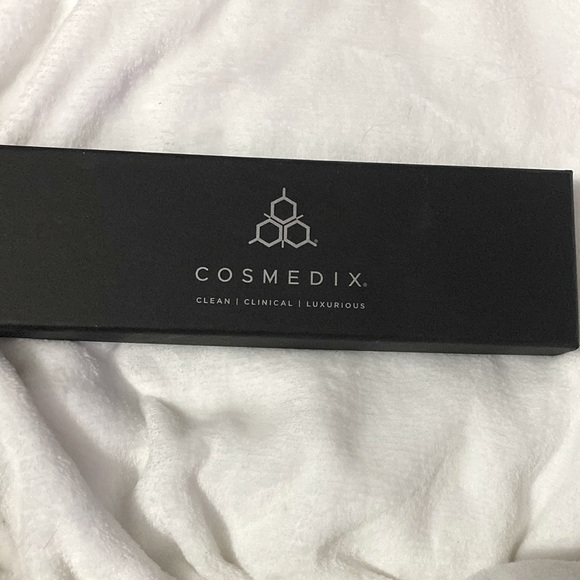 COSMEDIX®
CLEAN | CLINICAL | LUXURIOUS